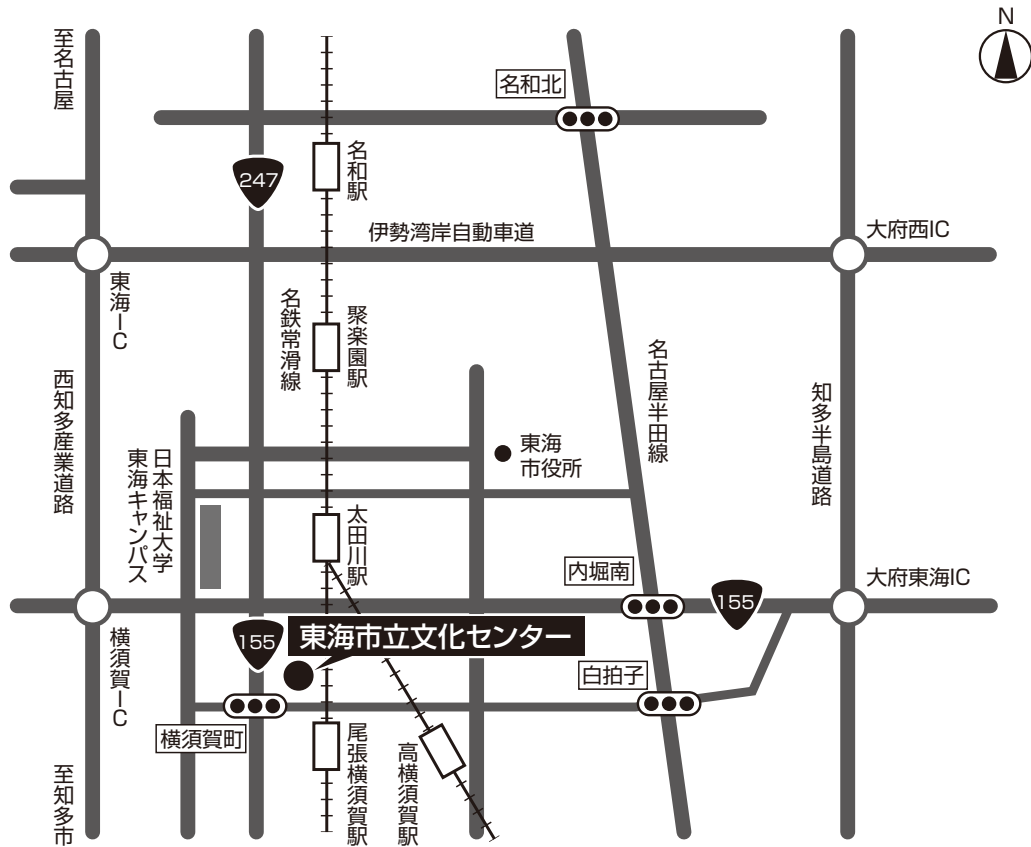 N
至名古屋
名和北
247
名和駅
伊勢湾岸自動車道
大府西IC
東海IC
名鉄常滑線
聚楽園駅
名古屋半田線
西知多産業道路
知多半島道路
日本福祉大学
東海キャンパス
東海
市役所
太田川駅
内堀南
大府東海IC
155
155
東海市立文化センター
横須賀IC
白拍子
横須賀町
尾張横須賀駅
高横須賀駅
至知多市